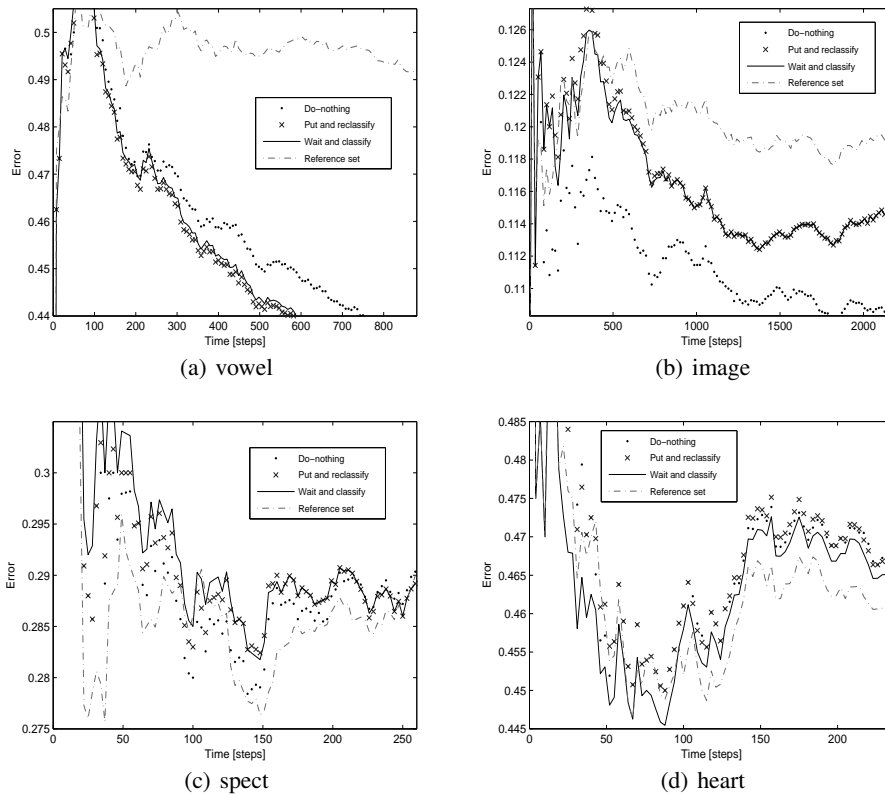 0.5
0.49
0.48
0.47
0.46
0.45
0.44
Error
0 100 200 300 400 500 600 700 800
Time [steps]
Do−nothing
Put and reclassify
Wait and classify
Reference set
(a) vowel
0.126
0.124
0.122
0.12
0.118
0.116
0.114
0.112
0.11
Error
0 500 1000 1500 2000
Time [steps]
Do−nothing
Put and reclassify
Wait and classify
Reference set
(b) image
0.3
0.295
0.29
0.285
0.28
0.275
Error
0 50 100 150 200 250
Time [steps]
Do−nothing
Put and reclassify
Wait and classify
Reference set
(c) spect
0.485
0.48
0.475
0.47
0.465
0.46
0.455
0.45
0.445
Error
0 50 100 150 200
Time [steps]
Do−nothing
Put and reclassify
Wait and classify
Reference set
(d) heart